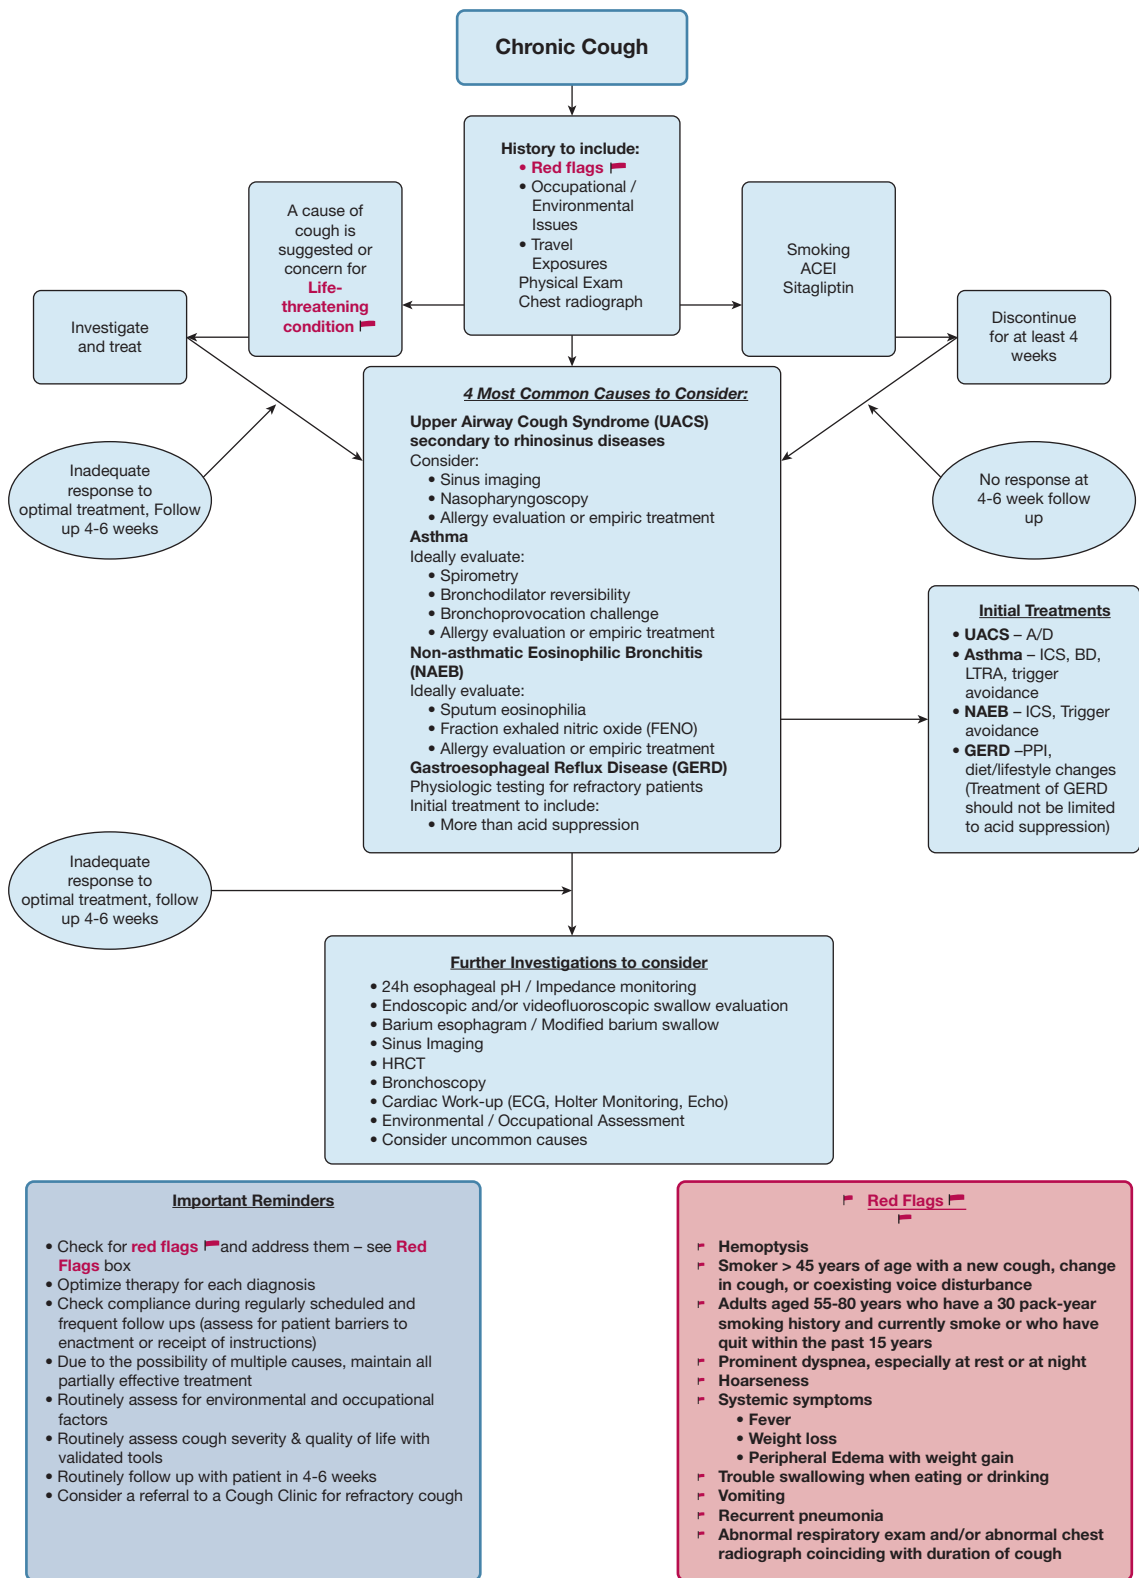 Chronic Cough
History to include:
• Red flags
• Occupational /
Environmental
Issues
• Travel
Exposures
Physical Exam
Chest radiograph
A cause of
cough is
suggested or
concern for
Life-
threatening
condition
Smoking
ACEI
Sitagliptin
Investigate
and treat
Discontinue
for at least 4
weeks
Inadequate
response to
optimal treatment, Follow
up 4-6 weeks
No response at
4-6 week follow
up
4 Most Common Causes to Consider:
Upper Airway Cough Syndrome (UACS)
secondary to rhinosinus diseases
Consider:
• Sinus imaging
• Nasopharyngoscopy
• Allergy evaluation or empiric treatment
Asthma
Ideally evaluate:
• Spirometry
• Bronchodilator reversibility
• Bronchoprovocation challenge
• Allergy evaluation or empiric treatment
Non-asthmatic Eosinophilic Bronchitis
(NAEB)
Ideally evaluate:
• Sputum eosinophilia
• Fraction exhaled nitric oxide (FENO)
• Allergy evaluation or empiric treatment
Gastroesophageal Reflux Disease (GERD)
Physiologic testing for refractory patients
Initial treatment to include:
• More than acid suppression
Initial Treatments
• UACS – A/D
• Asthma – ICS, BD,
LTRA, trigger
avoidance
• NAEB – ICS, Trigger
avoidance
• GERD –PPI,
diet/lifestyle changes
(Treatment of GERD
should not be limited
to acid suppression)
Inadequate
response to
optimal treatment, follow
up 4-6 weeks
Further Investigations to consider
• 24h esophageal pH / Impedance monitoring
• Endoscopic and/or videofluoroscopic swallow evaluation
• Barium esophagram / Modified barium swallow
• Sinus Imaging
• HRCT
• Bronchoscopy
• Cardiac Work-up (ECG, Holter Monitoring, Echo)
• Environmental / Occupational Assessment
• Consider uncommon causes
Important Reminders
• Check for red flags and address them – see Red
Flags box
• Optimize therapy for each diagnosis
• Check compliance during regularly scheduled and
frequent follow ups (assess for patient barriers to
enactment or receipt of instructions)
• Due to the possibility of multiple causes, maintain all
partially effective treatment
• Routinely assess for environmental and occupational
factors
• Routinely assess cough severity & quality of life with
validated tools
• Routinely follow up with patient in 4-6 weeks
• Consider a referral to a Cough Clinic for refractory cough
Red Flags
Hemoptysis
Smoker > 45 years of age with a new cough, change
in cough, or coexisting voice disturbance
Adults aged 55-80 years who have a 30 pack-year
smoking history and currently smoke or who have
quit within the past 15 years
Prominent dyspnea, especially at rest or at night
Hoarseness
Systemic symptoms
• Fever
• Weight loss
• Peripheral Edema with weight gain
Trouble swallowing when eating or drinking
Vomiting
Recurrent pneumonia
Abnormal respiratory exam and/or abnormal chest
radiograph coinciding with duration of cough